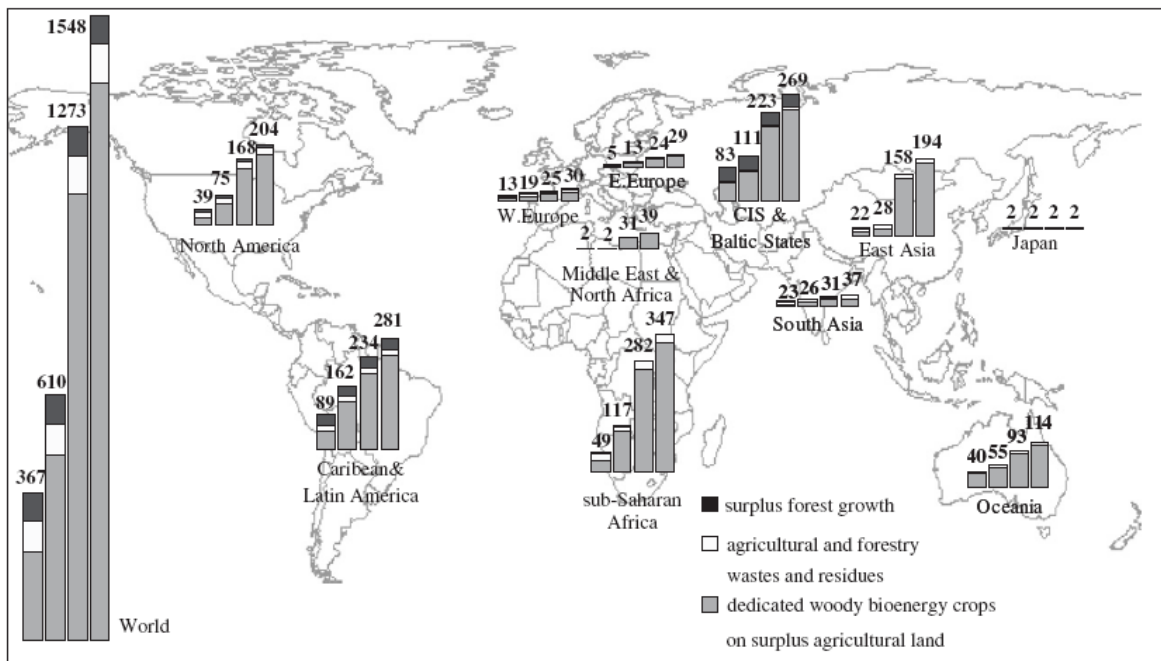 1548
1273
610
367
World
204
168
75
39
North America
281
234
162
89
Caribean&
Latin America
13 19 25 30
W.Europe
5 13 24 29
E.Europe
2 2 31 39
Middle East &
North Africa
347
282
117
49
sub-Saharan
Africa
269
223
111
83
CIS &
Baltic States
194
158
22 28
East Asia
2 2 2 2
Japan
23 26 31 37
South Asia
40 55 93 114
Oceania
surplus forest growth
agricultural and forestry
wastes and residues
dedicated woody bioenergy crops
on surplus agricultural land